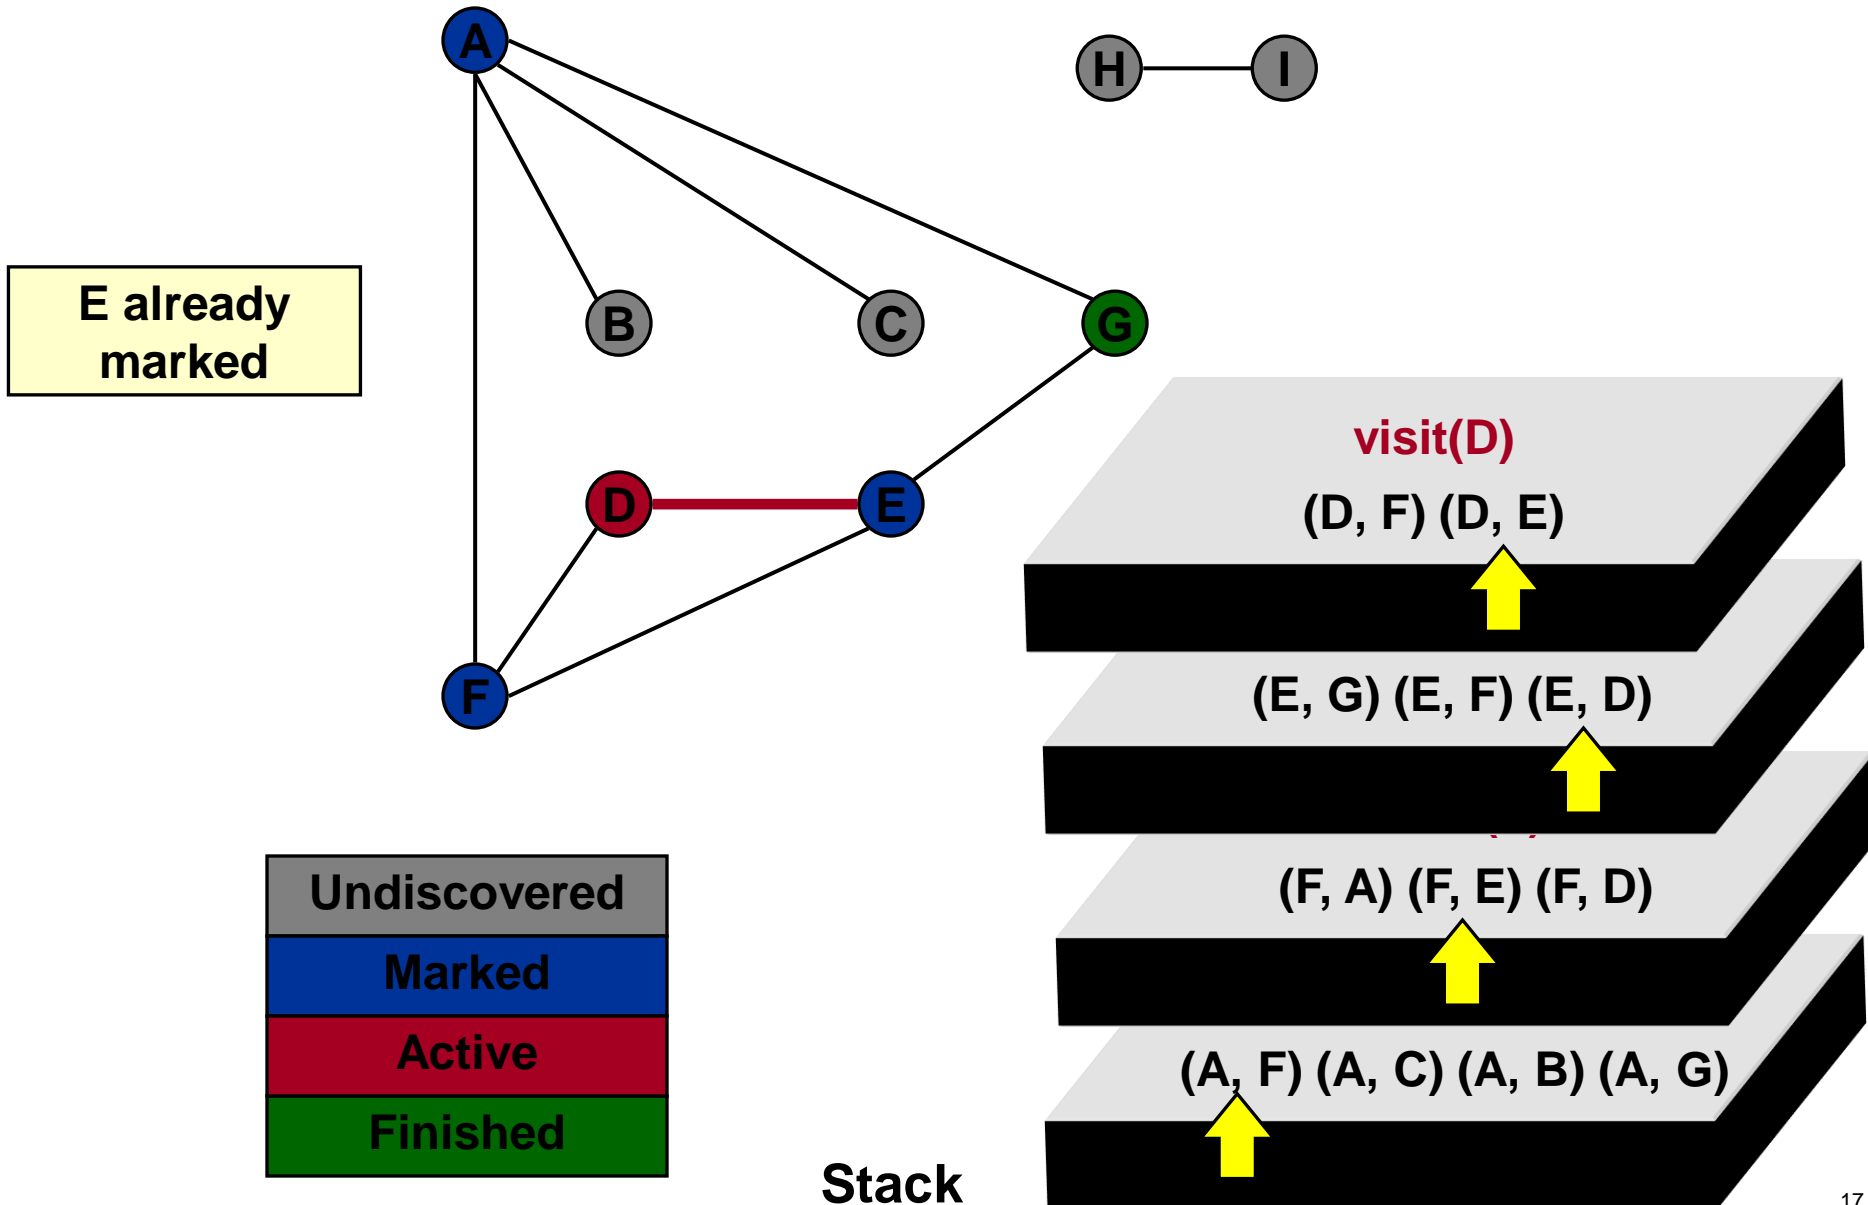 A
H
I
E already
marked
B
C
G
visit(D)
(D, F) (D, E)
D
E
(E, G) (E, F) (E, D)
F
(F, A) (F, E) (F, D)
Undiscovered
Marked
Active
Finished
(A, F) (A, C) (A, B) (A, G)
Stack
17